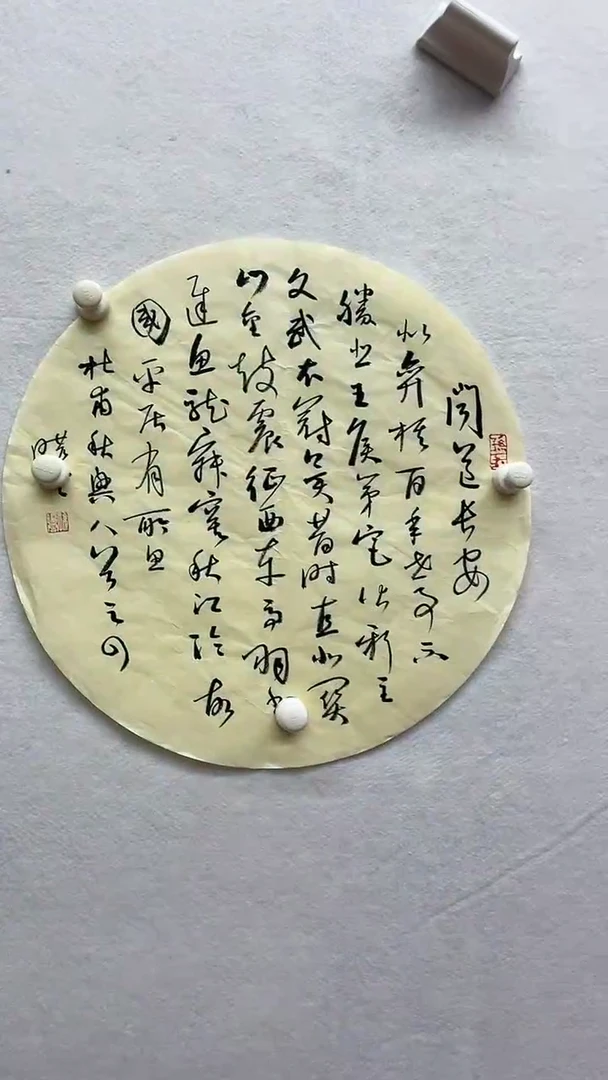 闻道长安
似弈棋百年世事不
勝悲王侯第宅皆新主
文武衣冠异昔时直北关
山金鼓震征西车马羽书
遲鱼龙寂寞秋江冷故
國平居有所思
杜甫秋兴八首之四